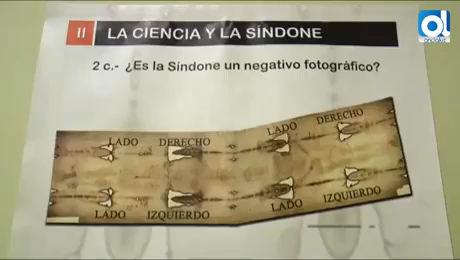 II LA CIENCIA Y LA SÍNDONE
2 c.- ¿Es la Síndone un negativo fotográfico?
LADO DERECHO LADO DERECHO
LADO IZQUIERDO LADO IZQUIERDO